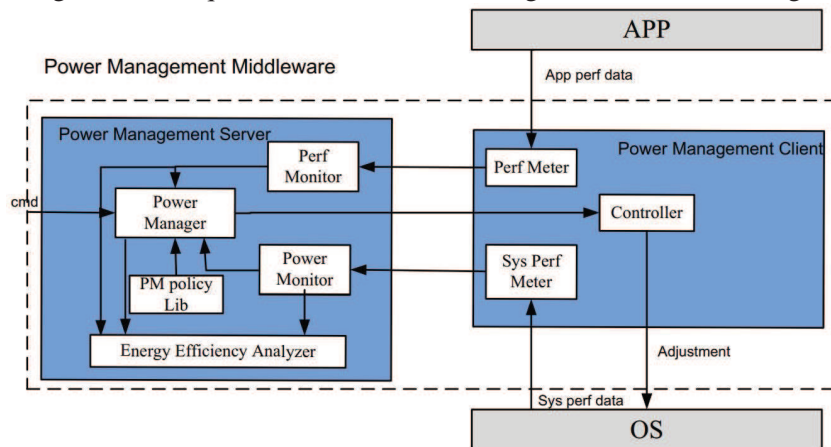 APP
Power Management Middleware
App perf data
Power Management Server
Power Management Client
Perf
Monitor
Perf Meter
cmd
Power
Manager
Controller
Power
Monitor
Sys Perf
Meter
PM policy
Lib
Energy Efficiency Analyzer
Adjustment
Sys perf data
OS